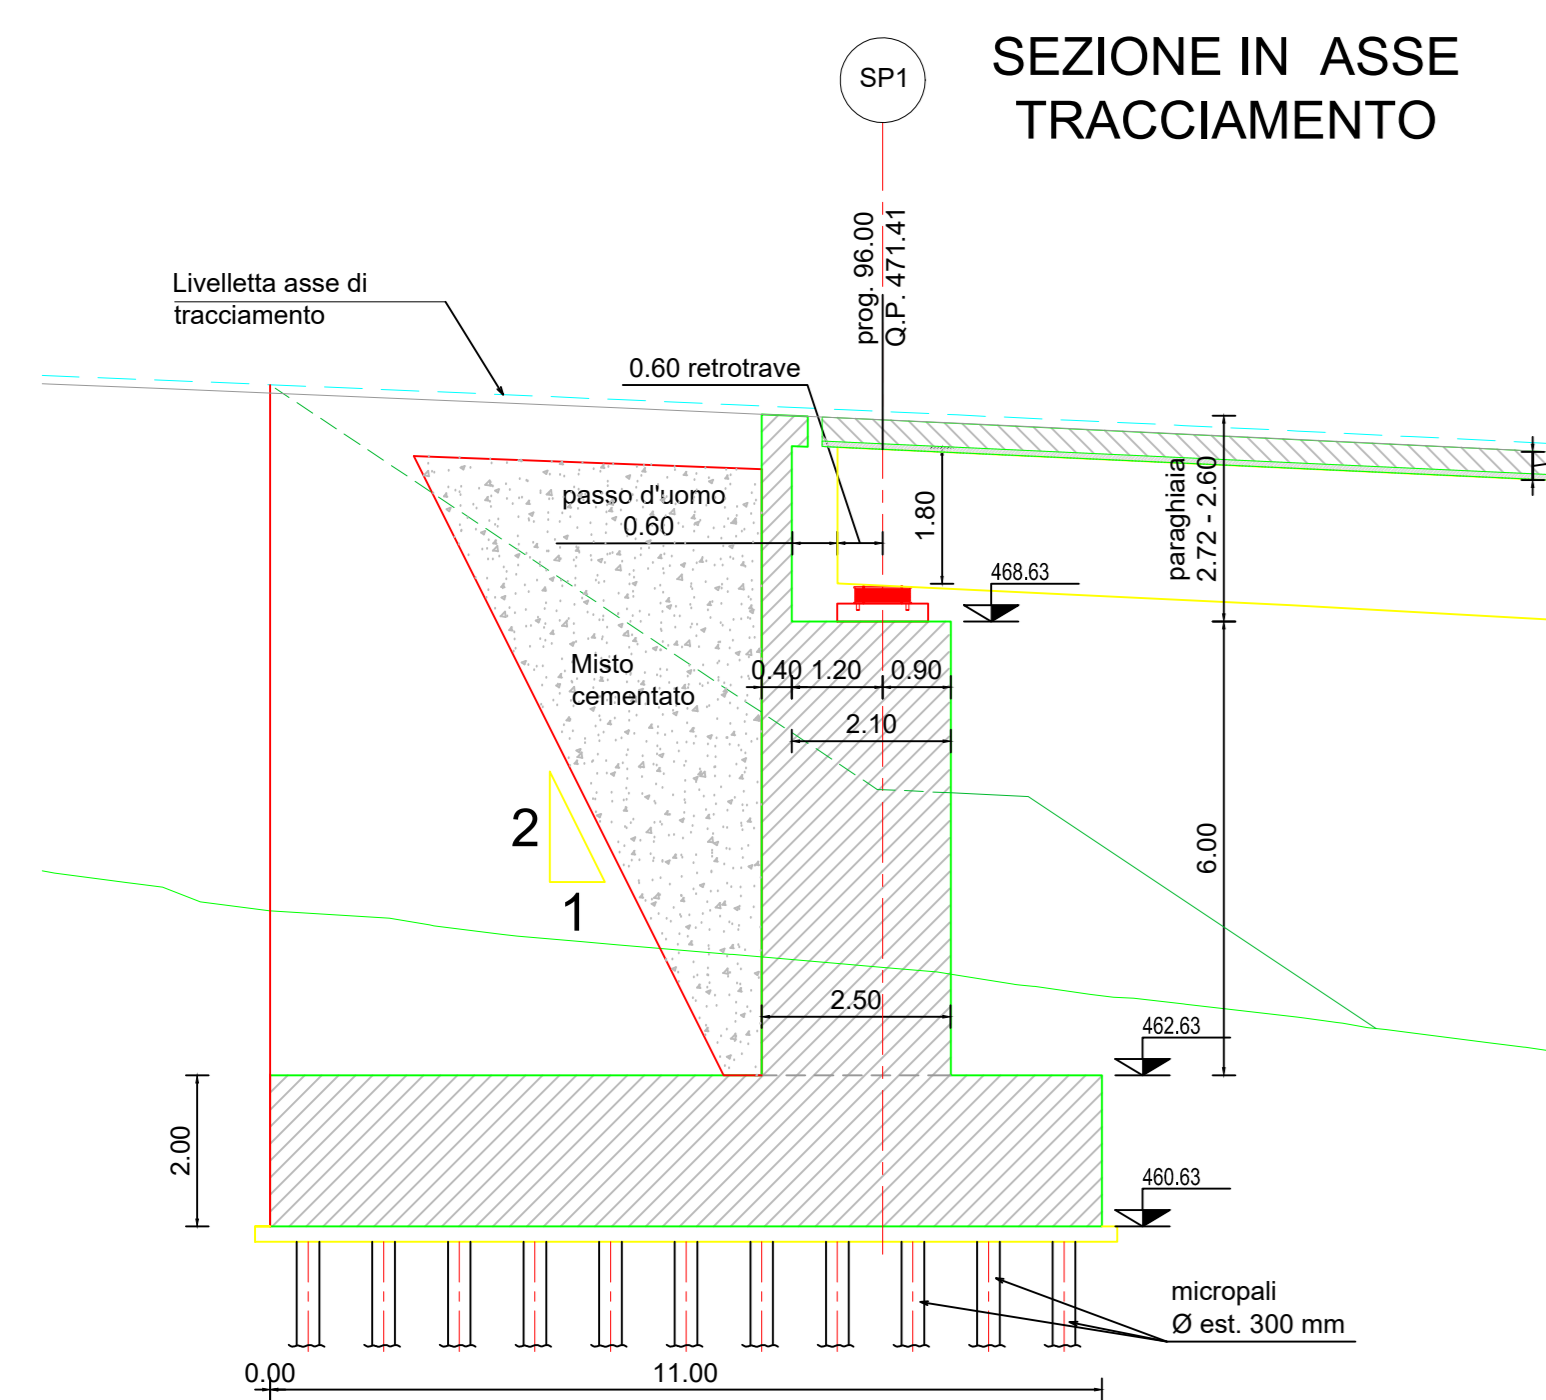 SP1
SEZIONE IN ASSE
TRACCIAMENTO
prog. 96.00
Q.P. 471.41
Livelletta asse di
tracciamento
0.60 retrotrave
passo d'uomo
0.60
1.80
paraghiaia
2.72 - 2.60
468.63
Misto
cementato
0.40
1.20
0.90
2.10
2
1
6.00
2.50
462.63
2.00
460.63
micropali
Ø est. 300 mm
0.00
11.00